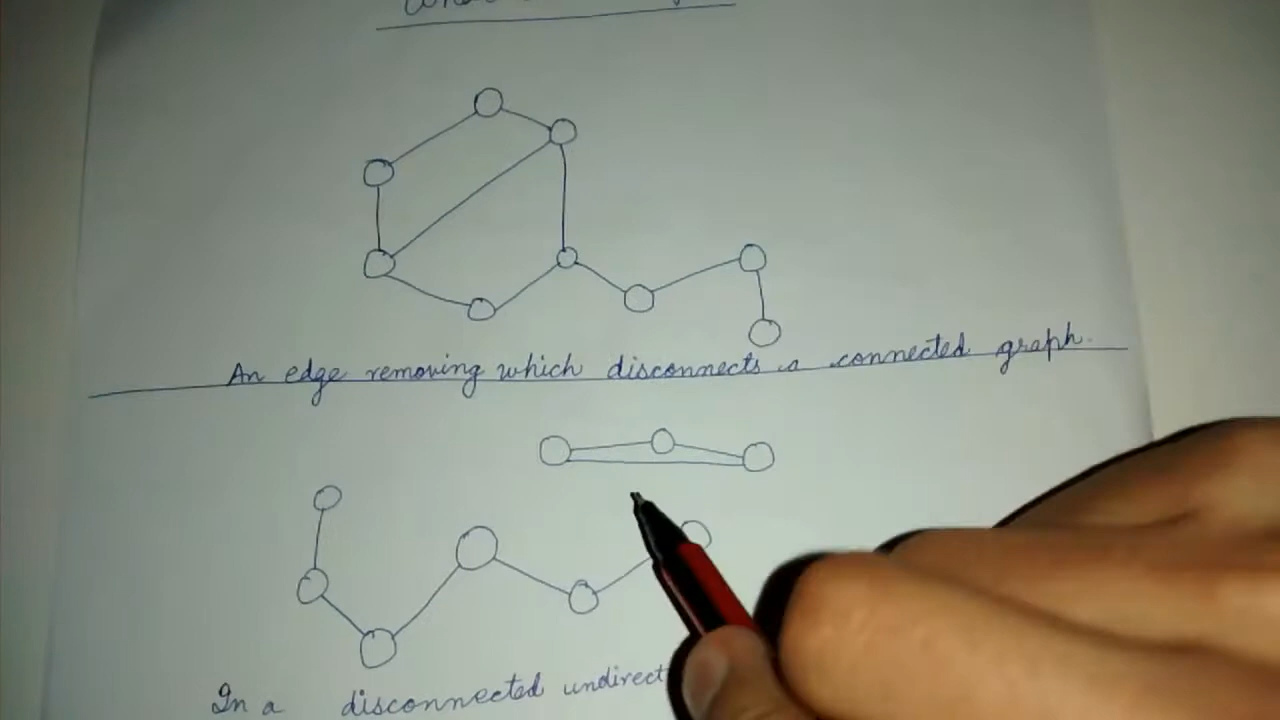 An edge removing which disconnects a connected graph.
In a disconnected undirect